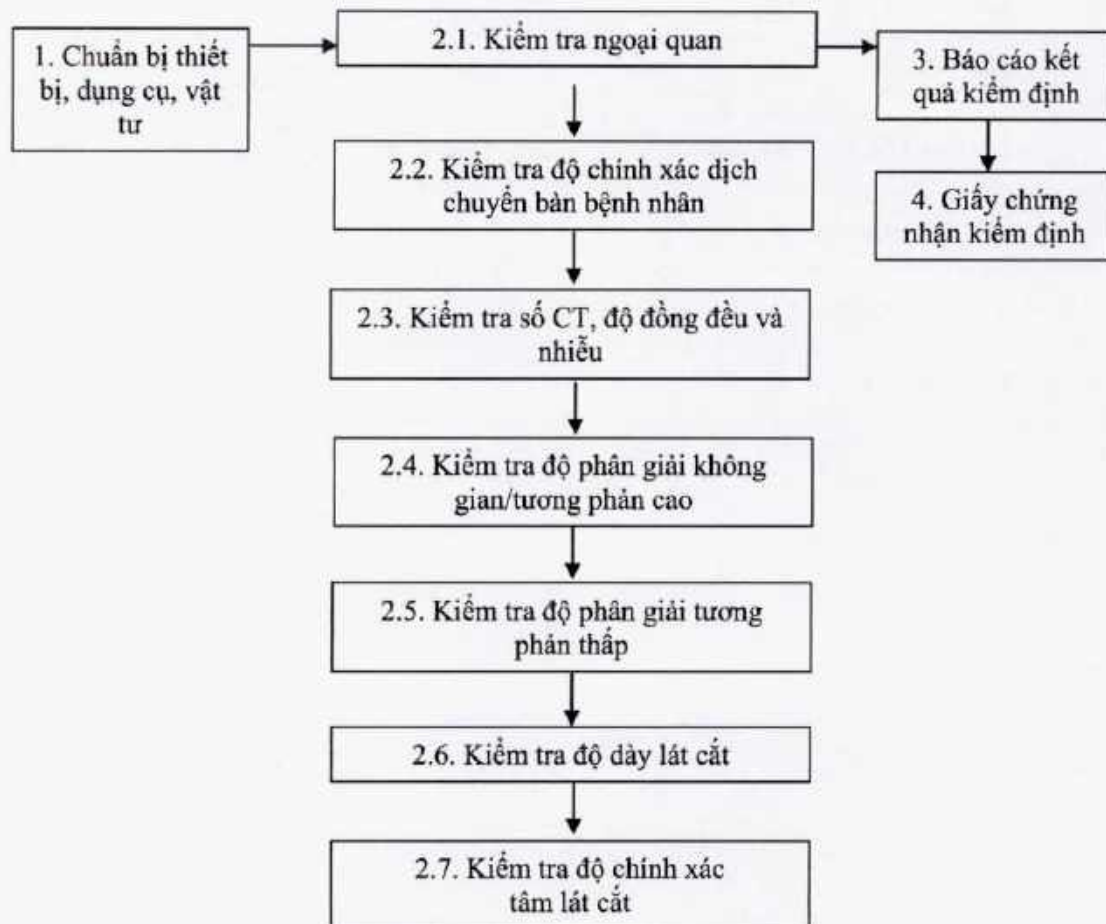 1. Chuẩn bị thiết
bị, dụng cụ, vật
tư
2.1. Kiểm tra ngoại quan
2.2. Kiểm tra độ chính xác dịch
chuyển bàn bệnh nhân
2.3. Kiểm tra số CT, độ đồng đều và
nhiễu
2.4. Kiểm tra độ phân giải không
gian/tương phản cao
2.5. Kiểm tra độ phân giải tương
phản thấp
2.6. Kiểm tra độ dày lát cắt
2.7. Kiểm tra độ chính xác
tâm lát cắt
3. Báo cáo kết
quả kiểm định
4. Giấy chứng
nhận kiểm định